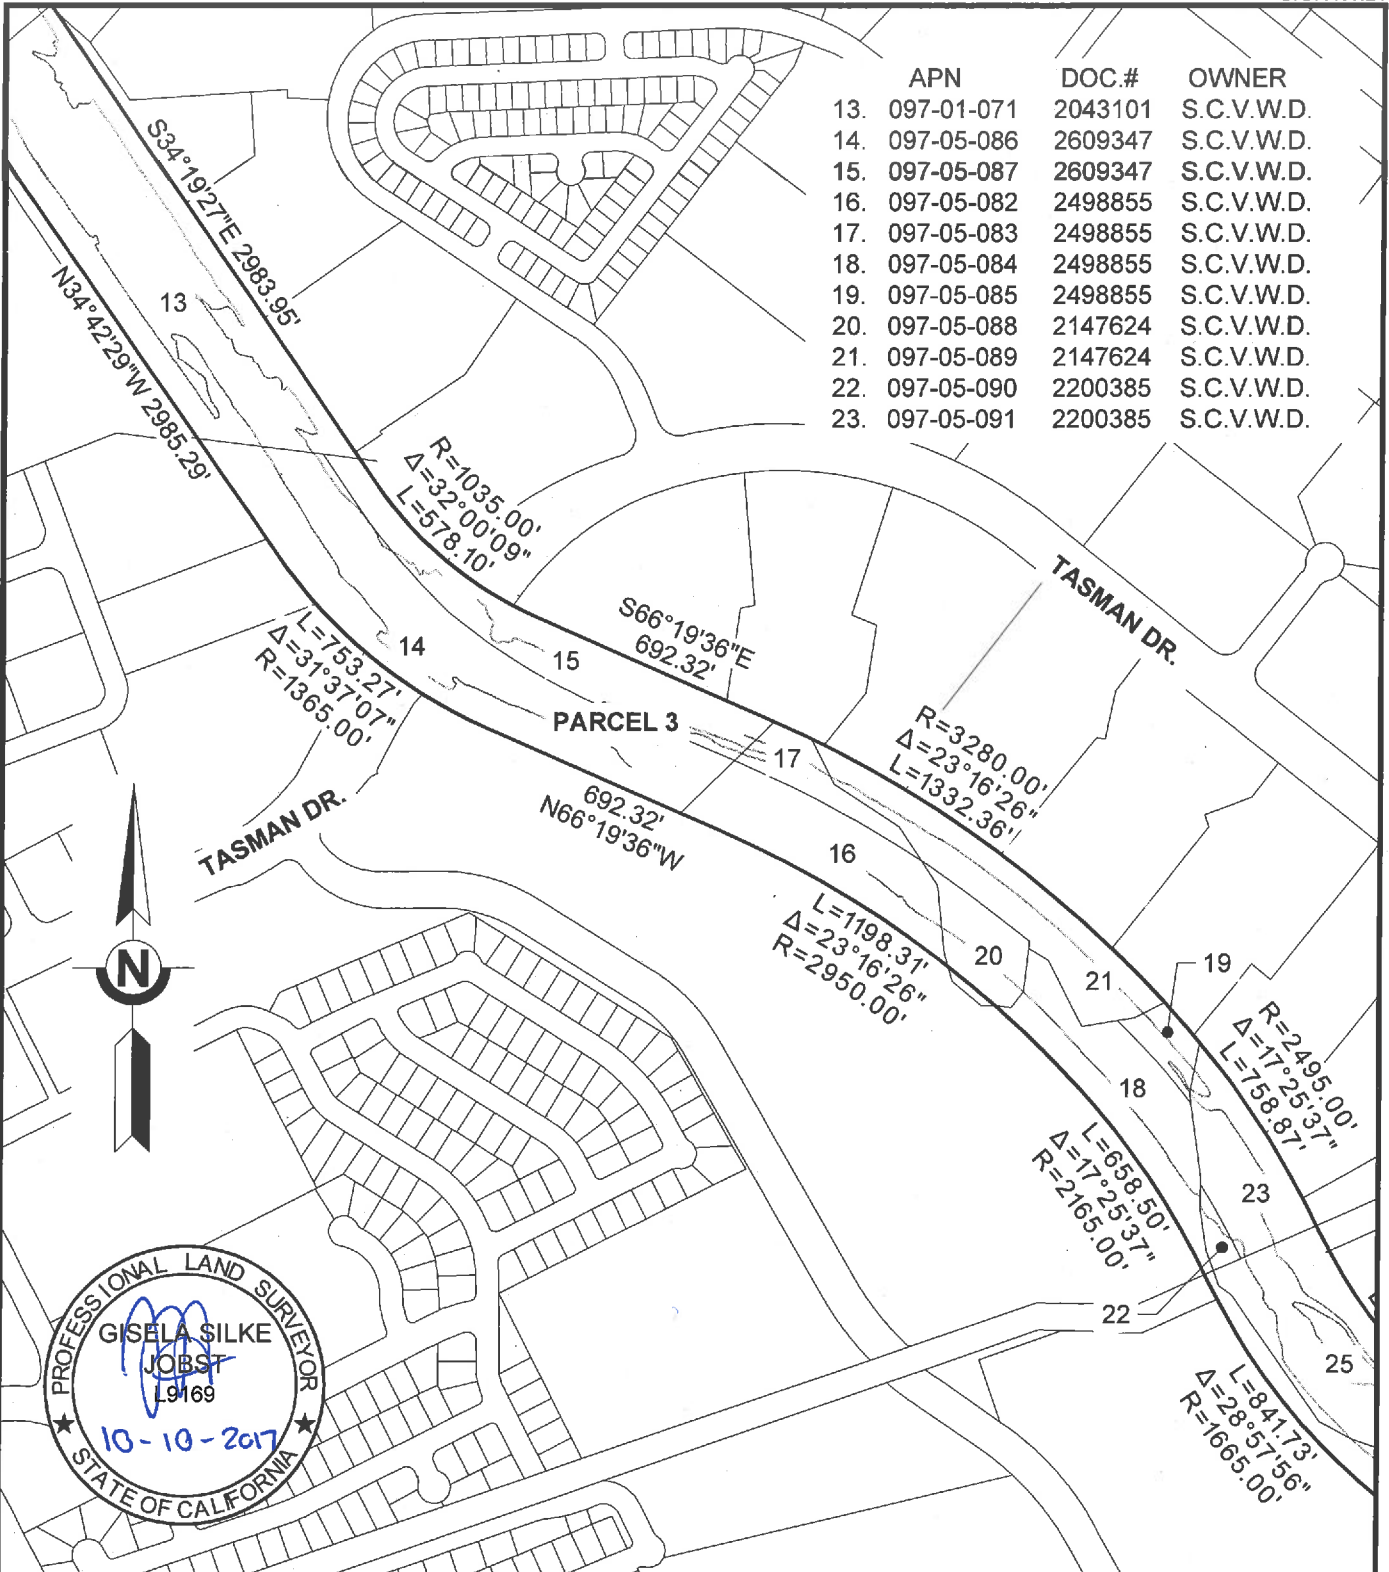 APN DOC.# OWNER
13. 097-01-071 2043101 S.C.V.W.D.
14. 097-05-086 2609347 S.C.V.W.D.
15. 097-05-087 2609347 S.C.V.W.D.
16. 097-05-082 2498855 S.C.V.W.D.
17. 097-05-083 2498855 S.C.V.W.D.
18. 097-05-084 2498855 S.C.V.W.D.
19. 097-05-085 2498855 S.C.V.W.D.
20. 097-05-088 2147624 S.C.V.W.D.
21. 097-05-089 2147624 S.C.V.W.D.
22. 097-05-090 2200385 S.C.V.W.D.
23. 097-05-091 2200385 S.C.V.W.D.
S34°19'27"E 2983.95'
N34°42'29"W 2985.29'
13
R=1035.00'
Δ=32°00'09"
L=578.10'
L=753.27'
Δ=31°37'07"
R=1365.00'
14
15
S66°19'36"E
692.32'
TASMAN DR.
PARCEL 3
17
692.32'
N66°19'36"W
R=3280.00'
Δ=23°16'26"
L=1332.36'
TASMAN DR.
16
L=1198.31'
Δ=23°16'26"
R=2950.00'
20
21
19
N
R=2495.00'
Δ=17°25'37"
L=758.87'
18
L=658.50'
Δ=17°25'37"
R=2165.00'
23
22
25
L=841.73'
Δ=28°57'56"
R=1665.00'
PROFESSIONAL LAND SURVEYOR
GISELA SILKE
JOBST
L9169
10-10-2017
STATE OF CALIFORNIA